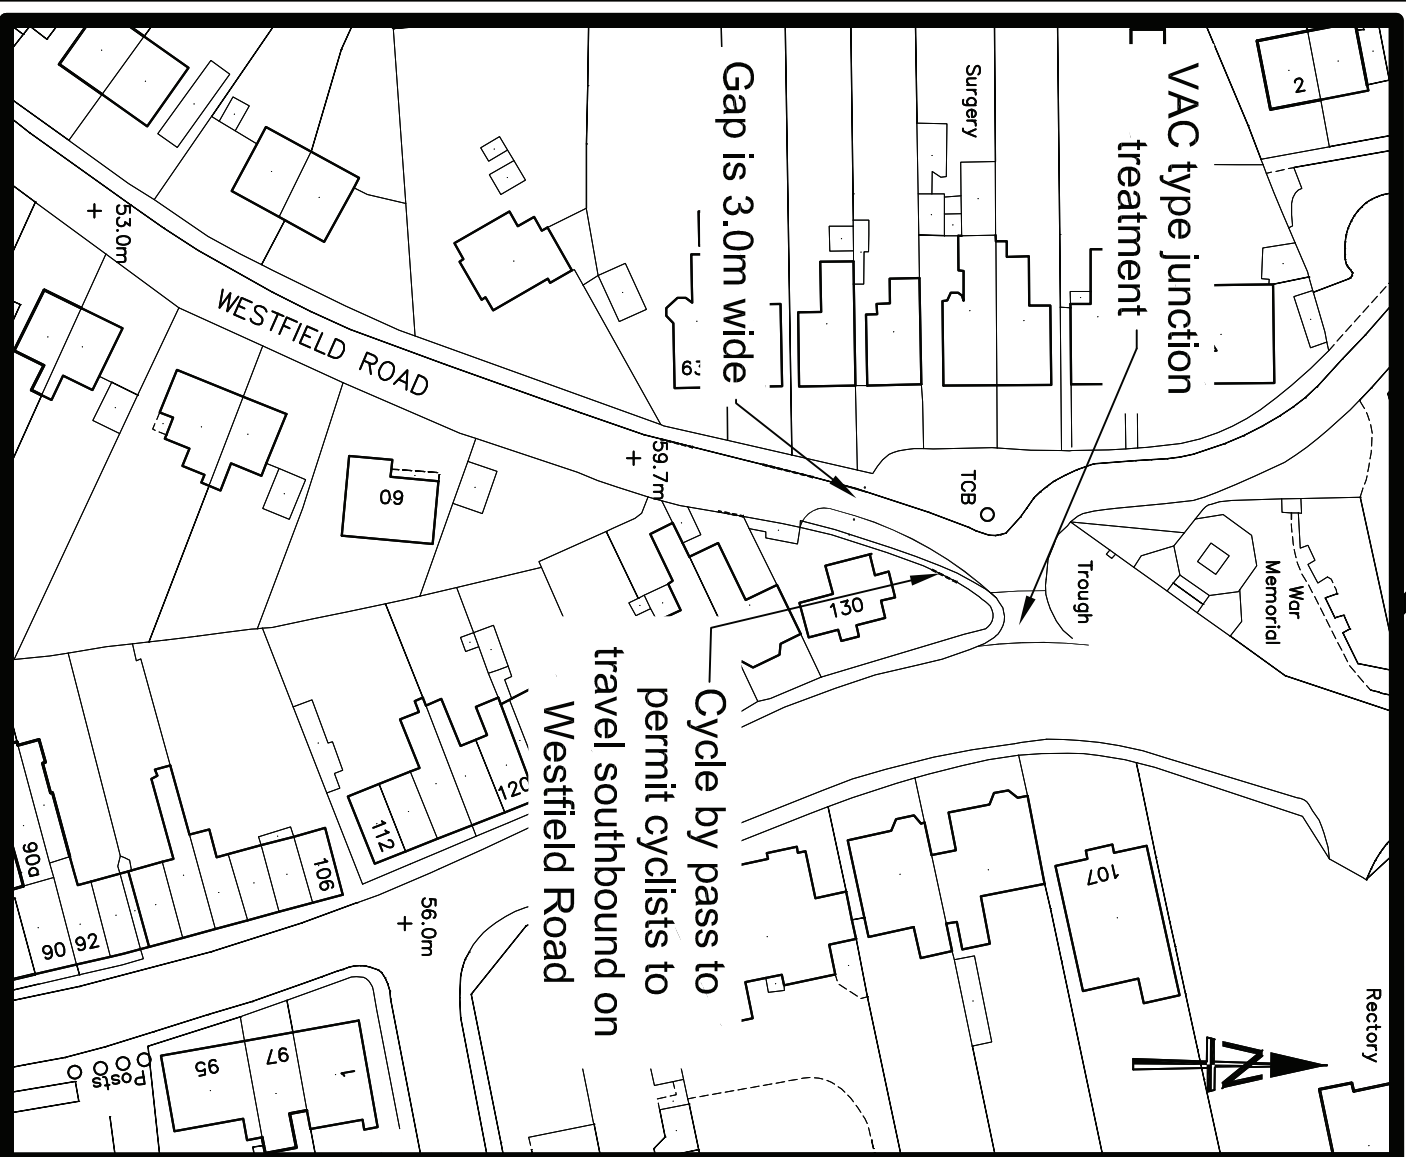 VAC type junction
treatment
Gap is 3.0m wide
Cycle by pass to
permit cyclists to
travel southbound on
Westfield Road
WESTFIELD ROAD
Surgery
TCB
Trough
War
Memorial
Rectory
Posts
53.0m
59.7m
56.0m
2
60
130
120
112
106
107
90a
90
92
95
97
1
N